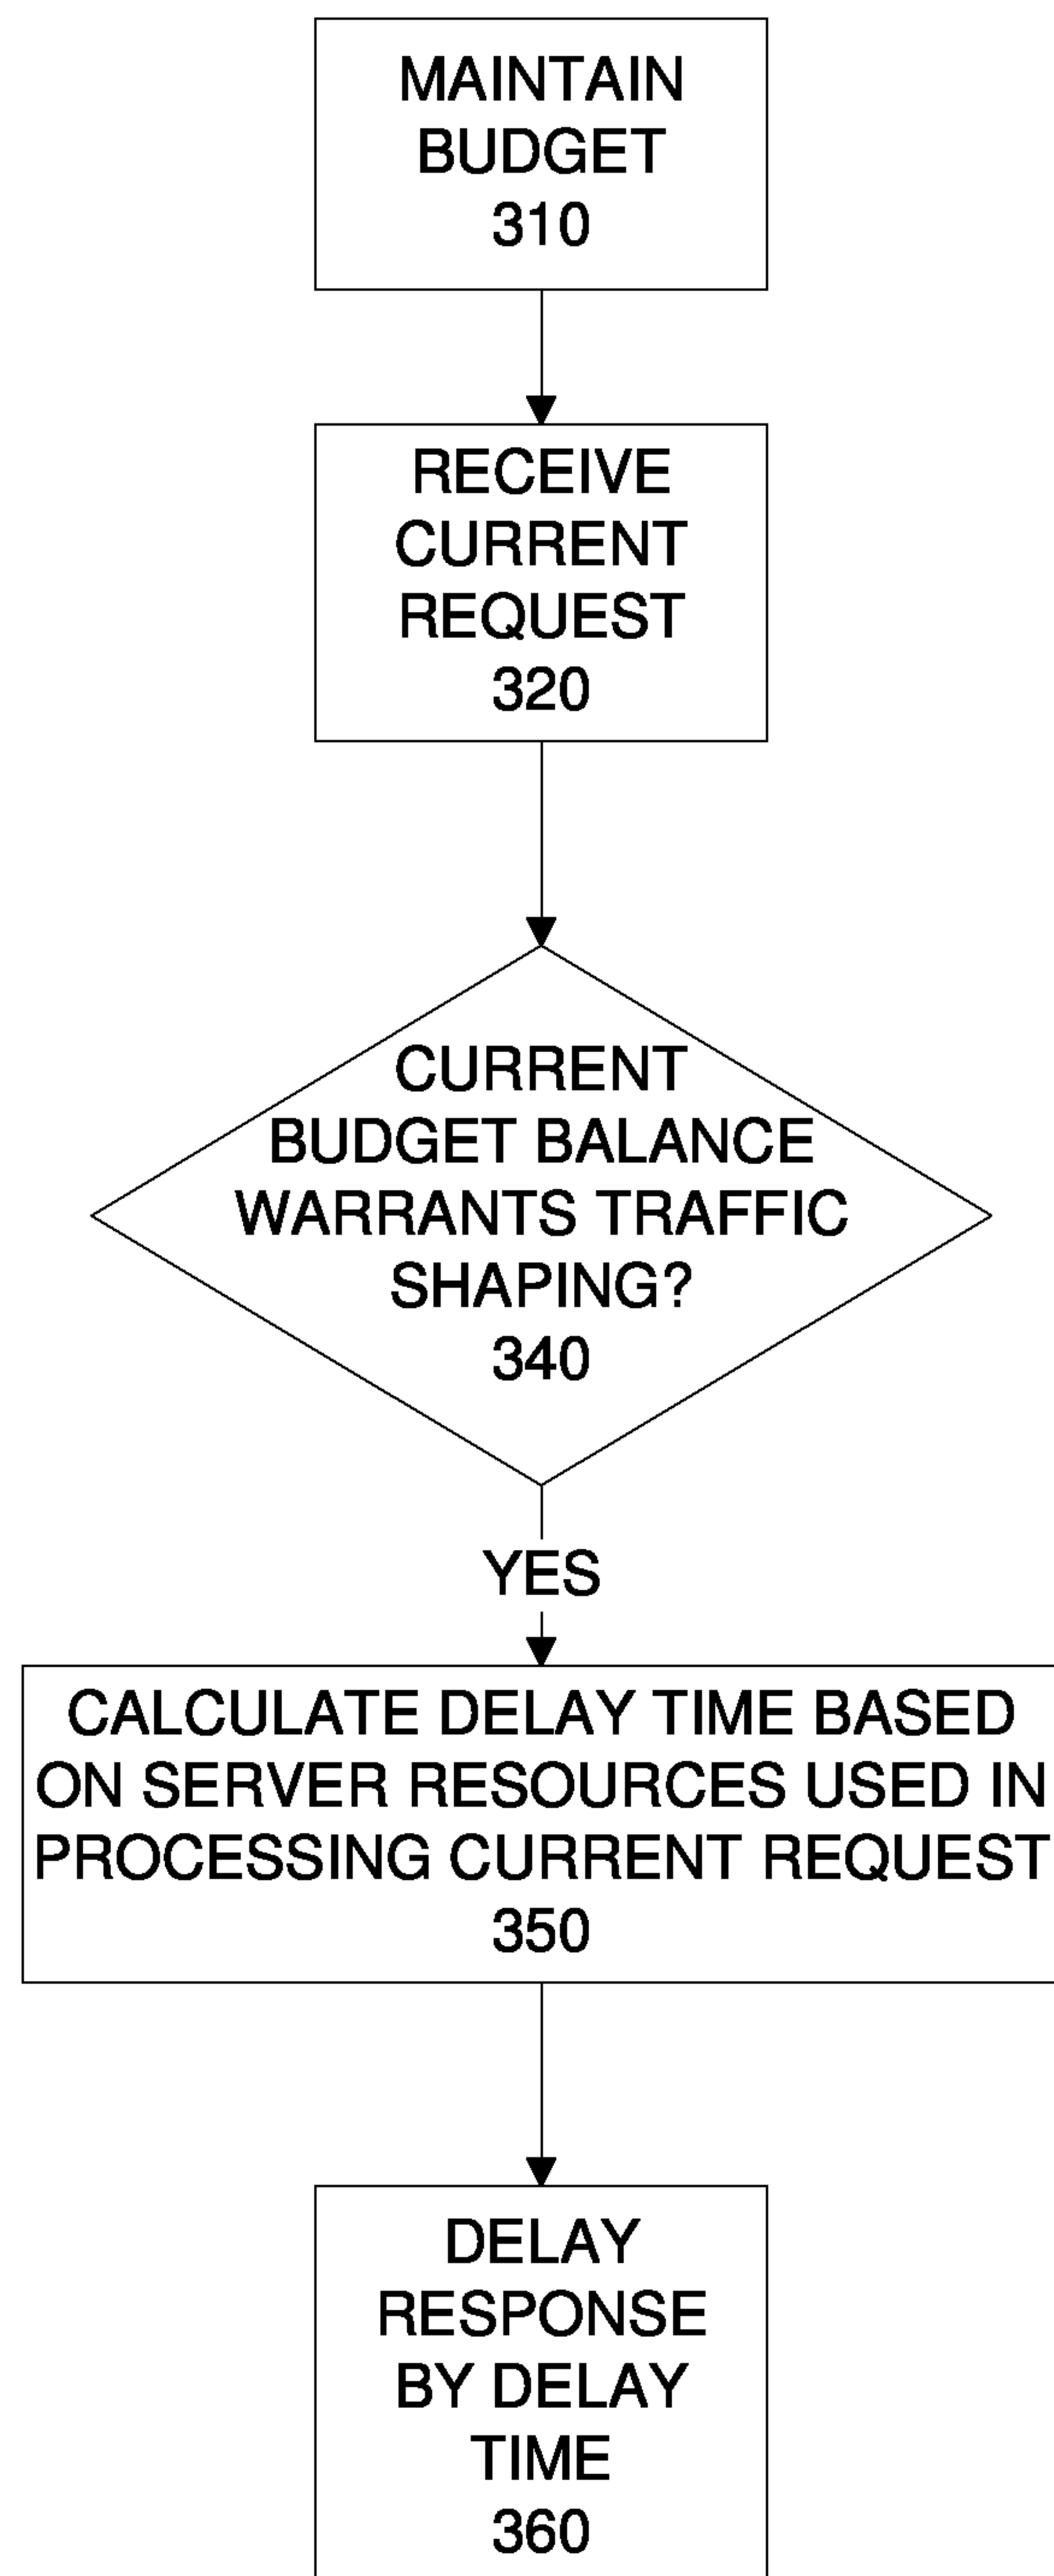 MAINTAIN
BUDGET
310
RECEIVE
CURRENT
REQUEST
320
CURRENT
BUDGET BALANCE
WARRANTS TRAFFIC
SHAPING?
340
YES
CALCULATE DELAY TIME BASED
ON SERVER RESOURCES USED IN
PROCESSING CURRENT REQUEST
350
DELAY
RESPONSE
BY DELAY
TIME
360